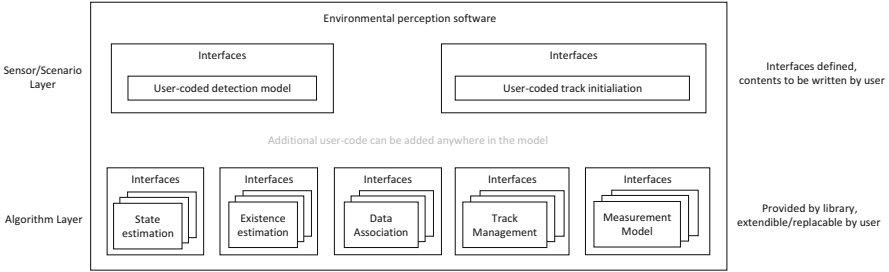 Environmental perception software
Sensor/Scenario
Layer
Interfaces
User-coded detection model
Interfaces
User-coded track initialiation
Interfaces defined,
contents to be written by user
Additional user-code can be added anywhere in the model
Algorithm Layer
Interfaces
State
estimation
Interfaces
Existence
estimation
Interfaces
Data
Association
Interfaces
Track
Management
Interfaces
Measurement
Model
Provided by library,
extendible/replacable by user